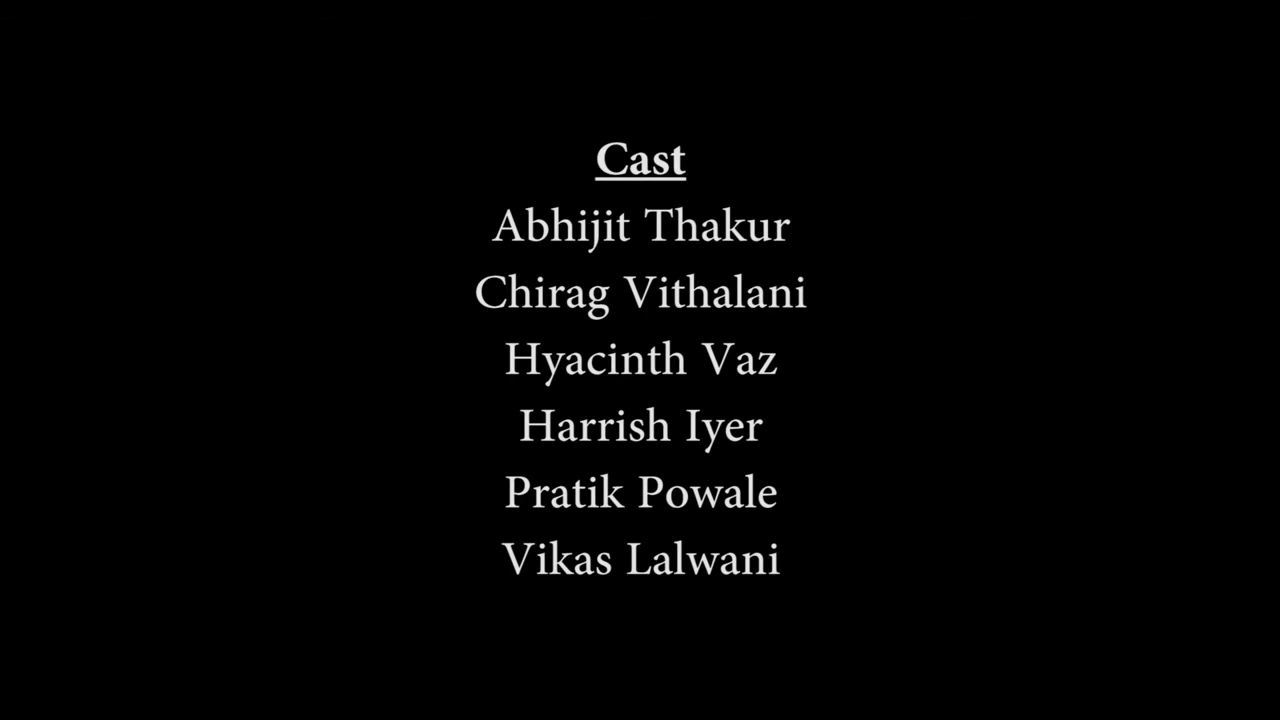 Cast
Abhijit Thakur
Chirag Vithalani
Hyacinth Vaz
Harrish Iyer
Pratik Powale
Vikas Lalwani